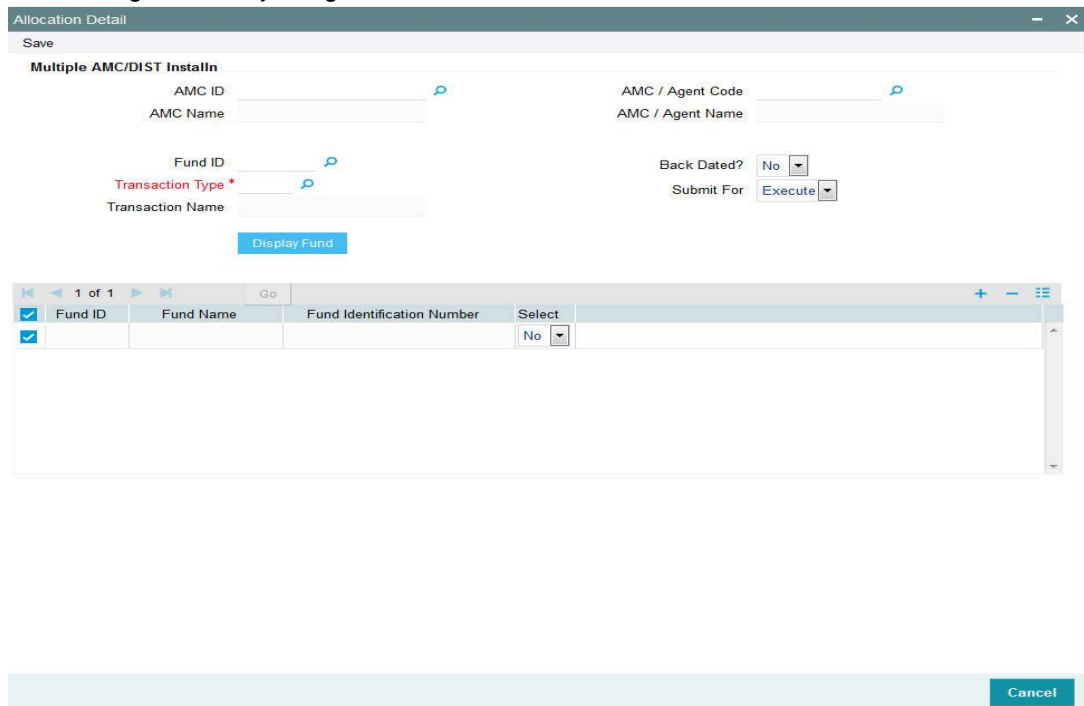 Allocation Detail
Save
Multiple AMC/DIST Installn
AMC ID
AMC / Agent Code
AMC Name
AMC / Agent Name
Fund ID
Back Dated? No
Transaction Type *
Submit For Execute
Transaction Name
Display Fund
1 of 1 Go
Fund ID Fund Name Fund Identification Number Select
No
Cancel